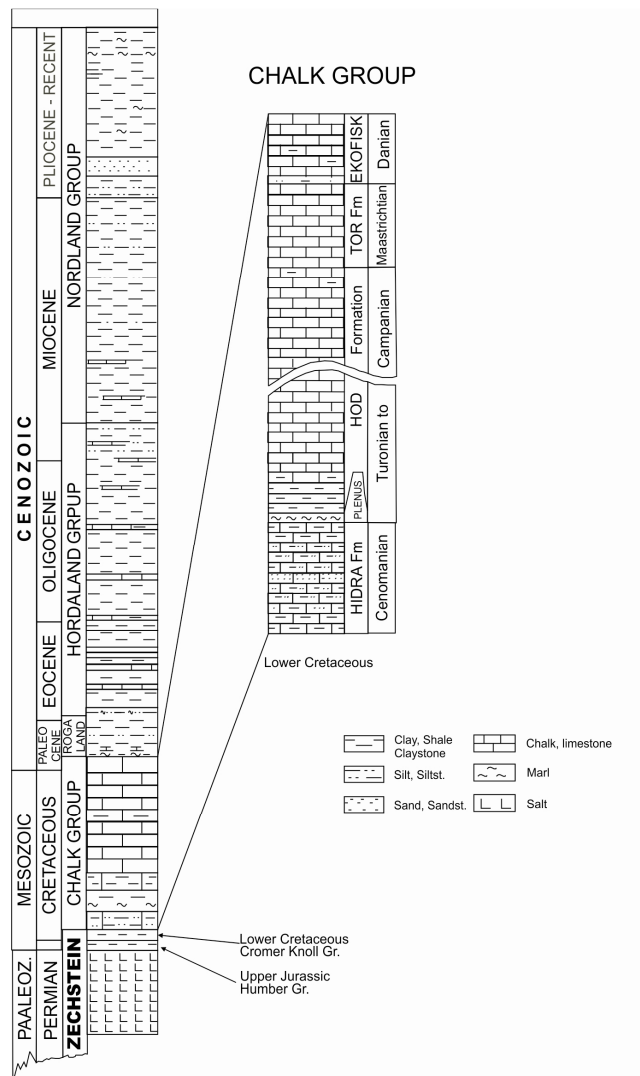 CHALK GROUP
CENOZOIC
MESOZOIC
PAALEOZ.
PLIOCENE - RECENT
MIOCENE
OLIGOCENE
EOCENE
PALEO
CENE
CRETACEOUS
PERMIAN
NORDLAND GROUP
HORDALAND GRPUP
ROGA
LAND
CHALK GROUP
ZECHSTEIN
EKOFISK
TOR Fm
Formation
HOD
PLENUS
HIDRA Fm
Danian
Maastrichtian
Campanian
Turonian to
Cenomanian
Lower Cretaceous
Clay, Shale
Claystone
Silt, Siltst.
Sand, Sandst.
Chalk, limestone
Marl
Salt
Lower Cretaceous
Cromer Knoll Gr.
Upper Jurassic
Humber Gr.